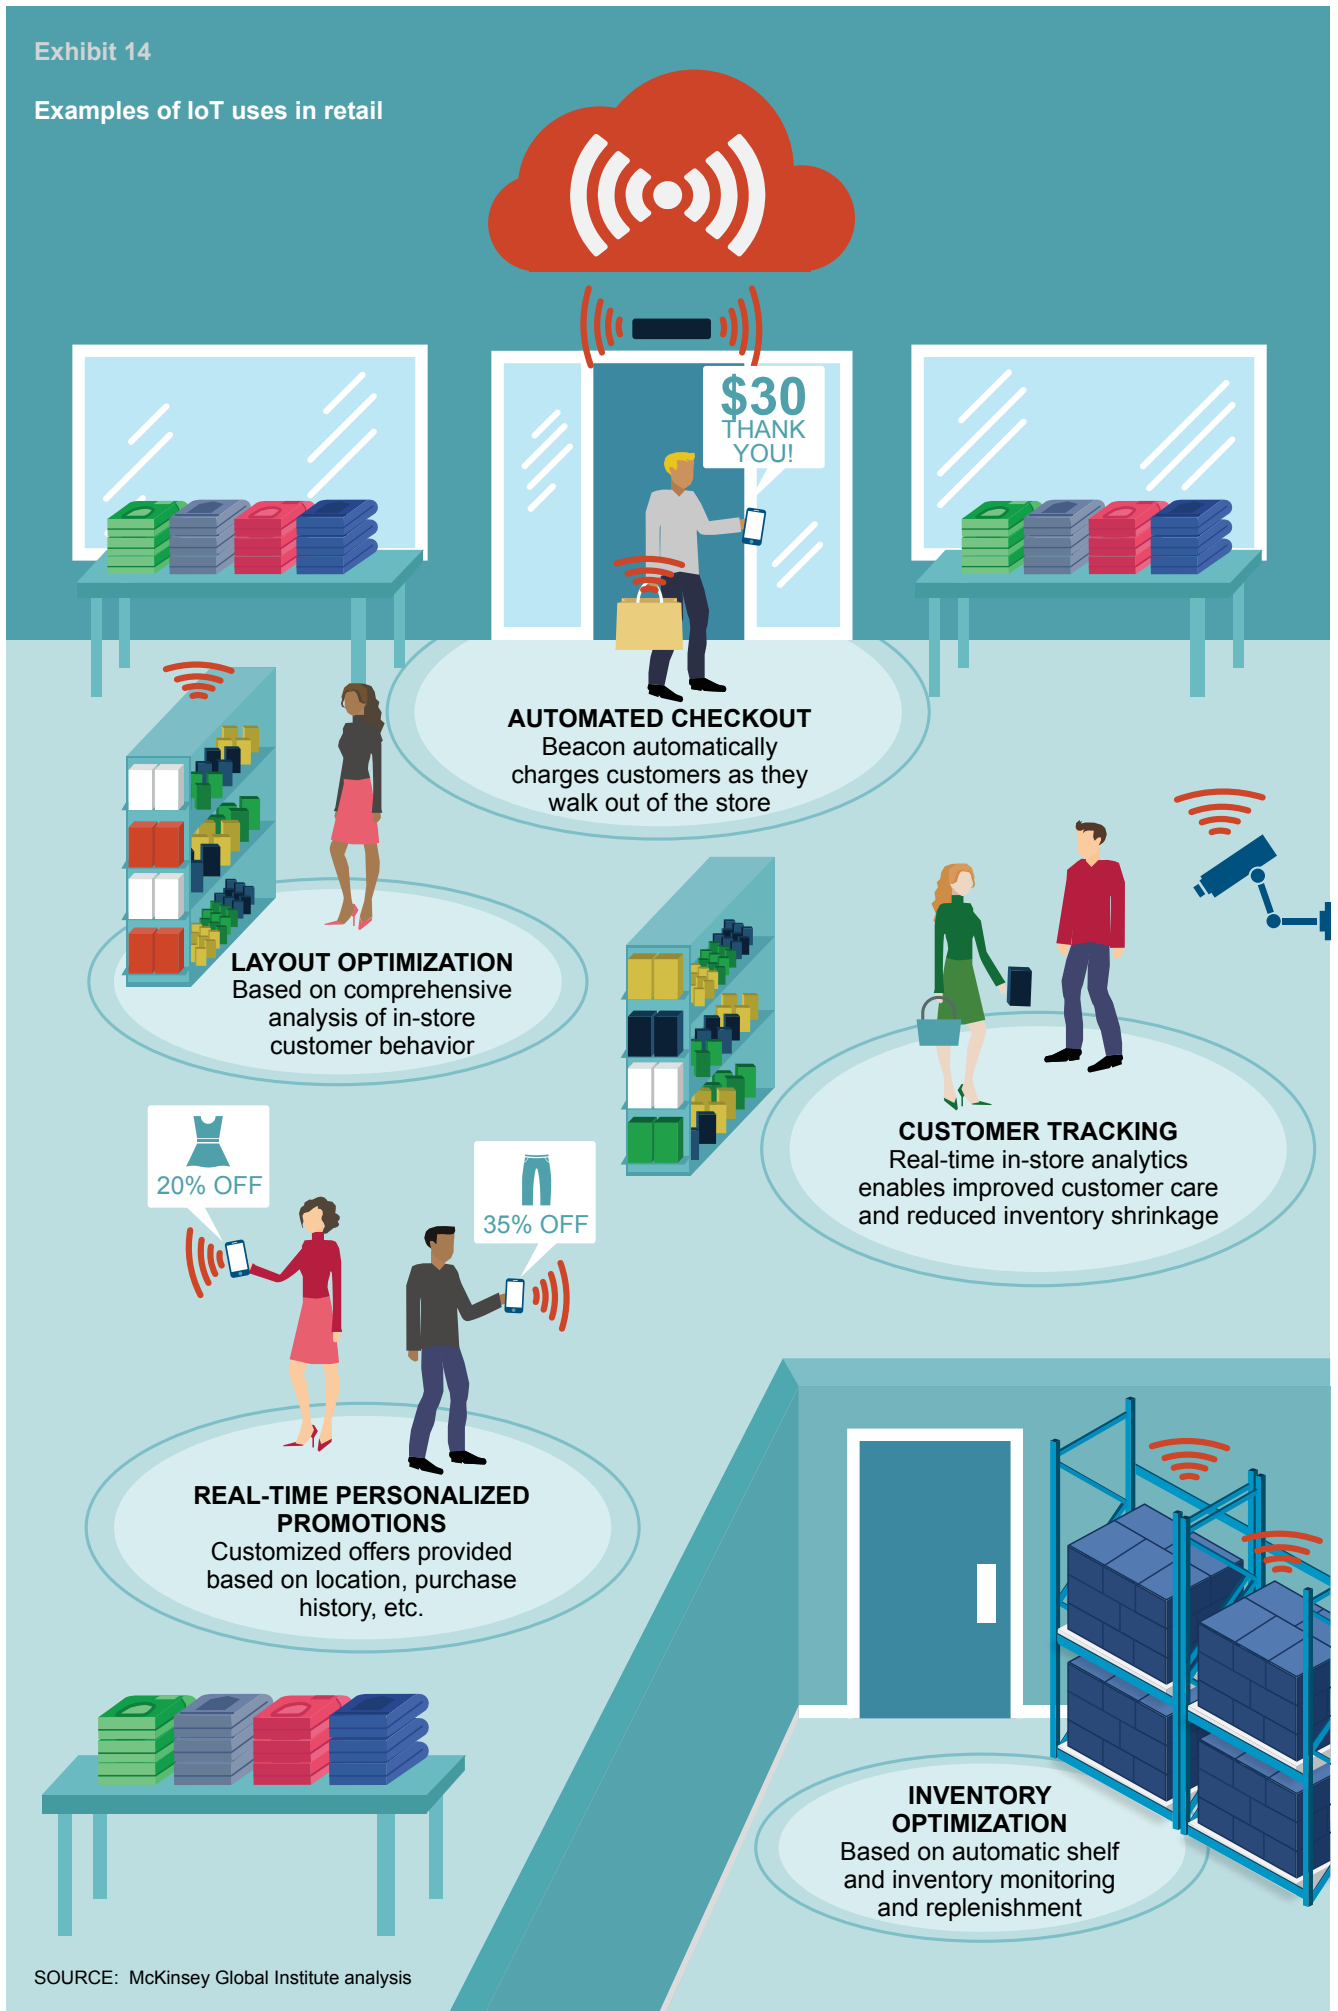 Exhibit 14
Examples of IoT uses in retail
$30
THANK
YOU!
AUTOMATED CHECKOUT
Beacon automatically
charges customers as they
walk out of the store
LAYOUT OPTIMIZATION
Based on comprehensive
analysis of in-store
customer behavior
CUSTOMER TRACKING
Real-time in-store analytics
enables improved customer care
and reduced inventory shrinkage
20% OFF
35% OFF
REAL-TIME PERSONALIZED
PROMOTIONS
Customized offers provided
based on location, purchase
history, etc.
INVENTORY
OPTIMIZATION
Based on automatic shelf
and inventory monitoring
and replenishment
SOURCE: McKinsey Global Institute analysis